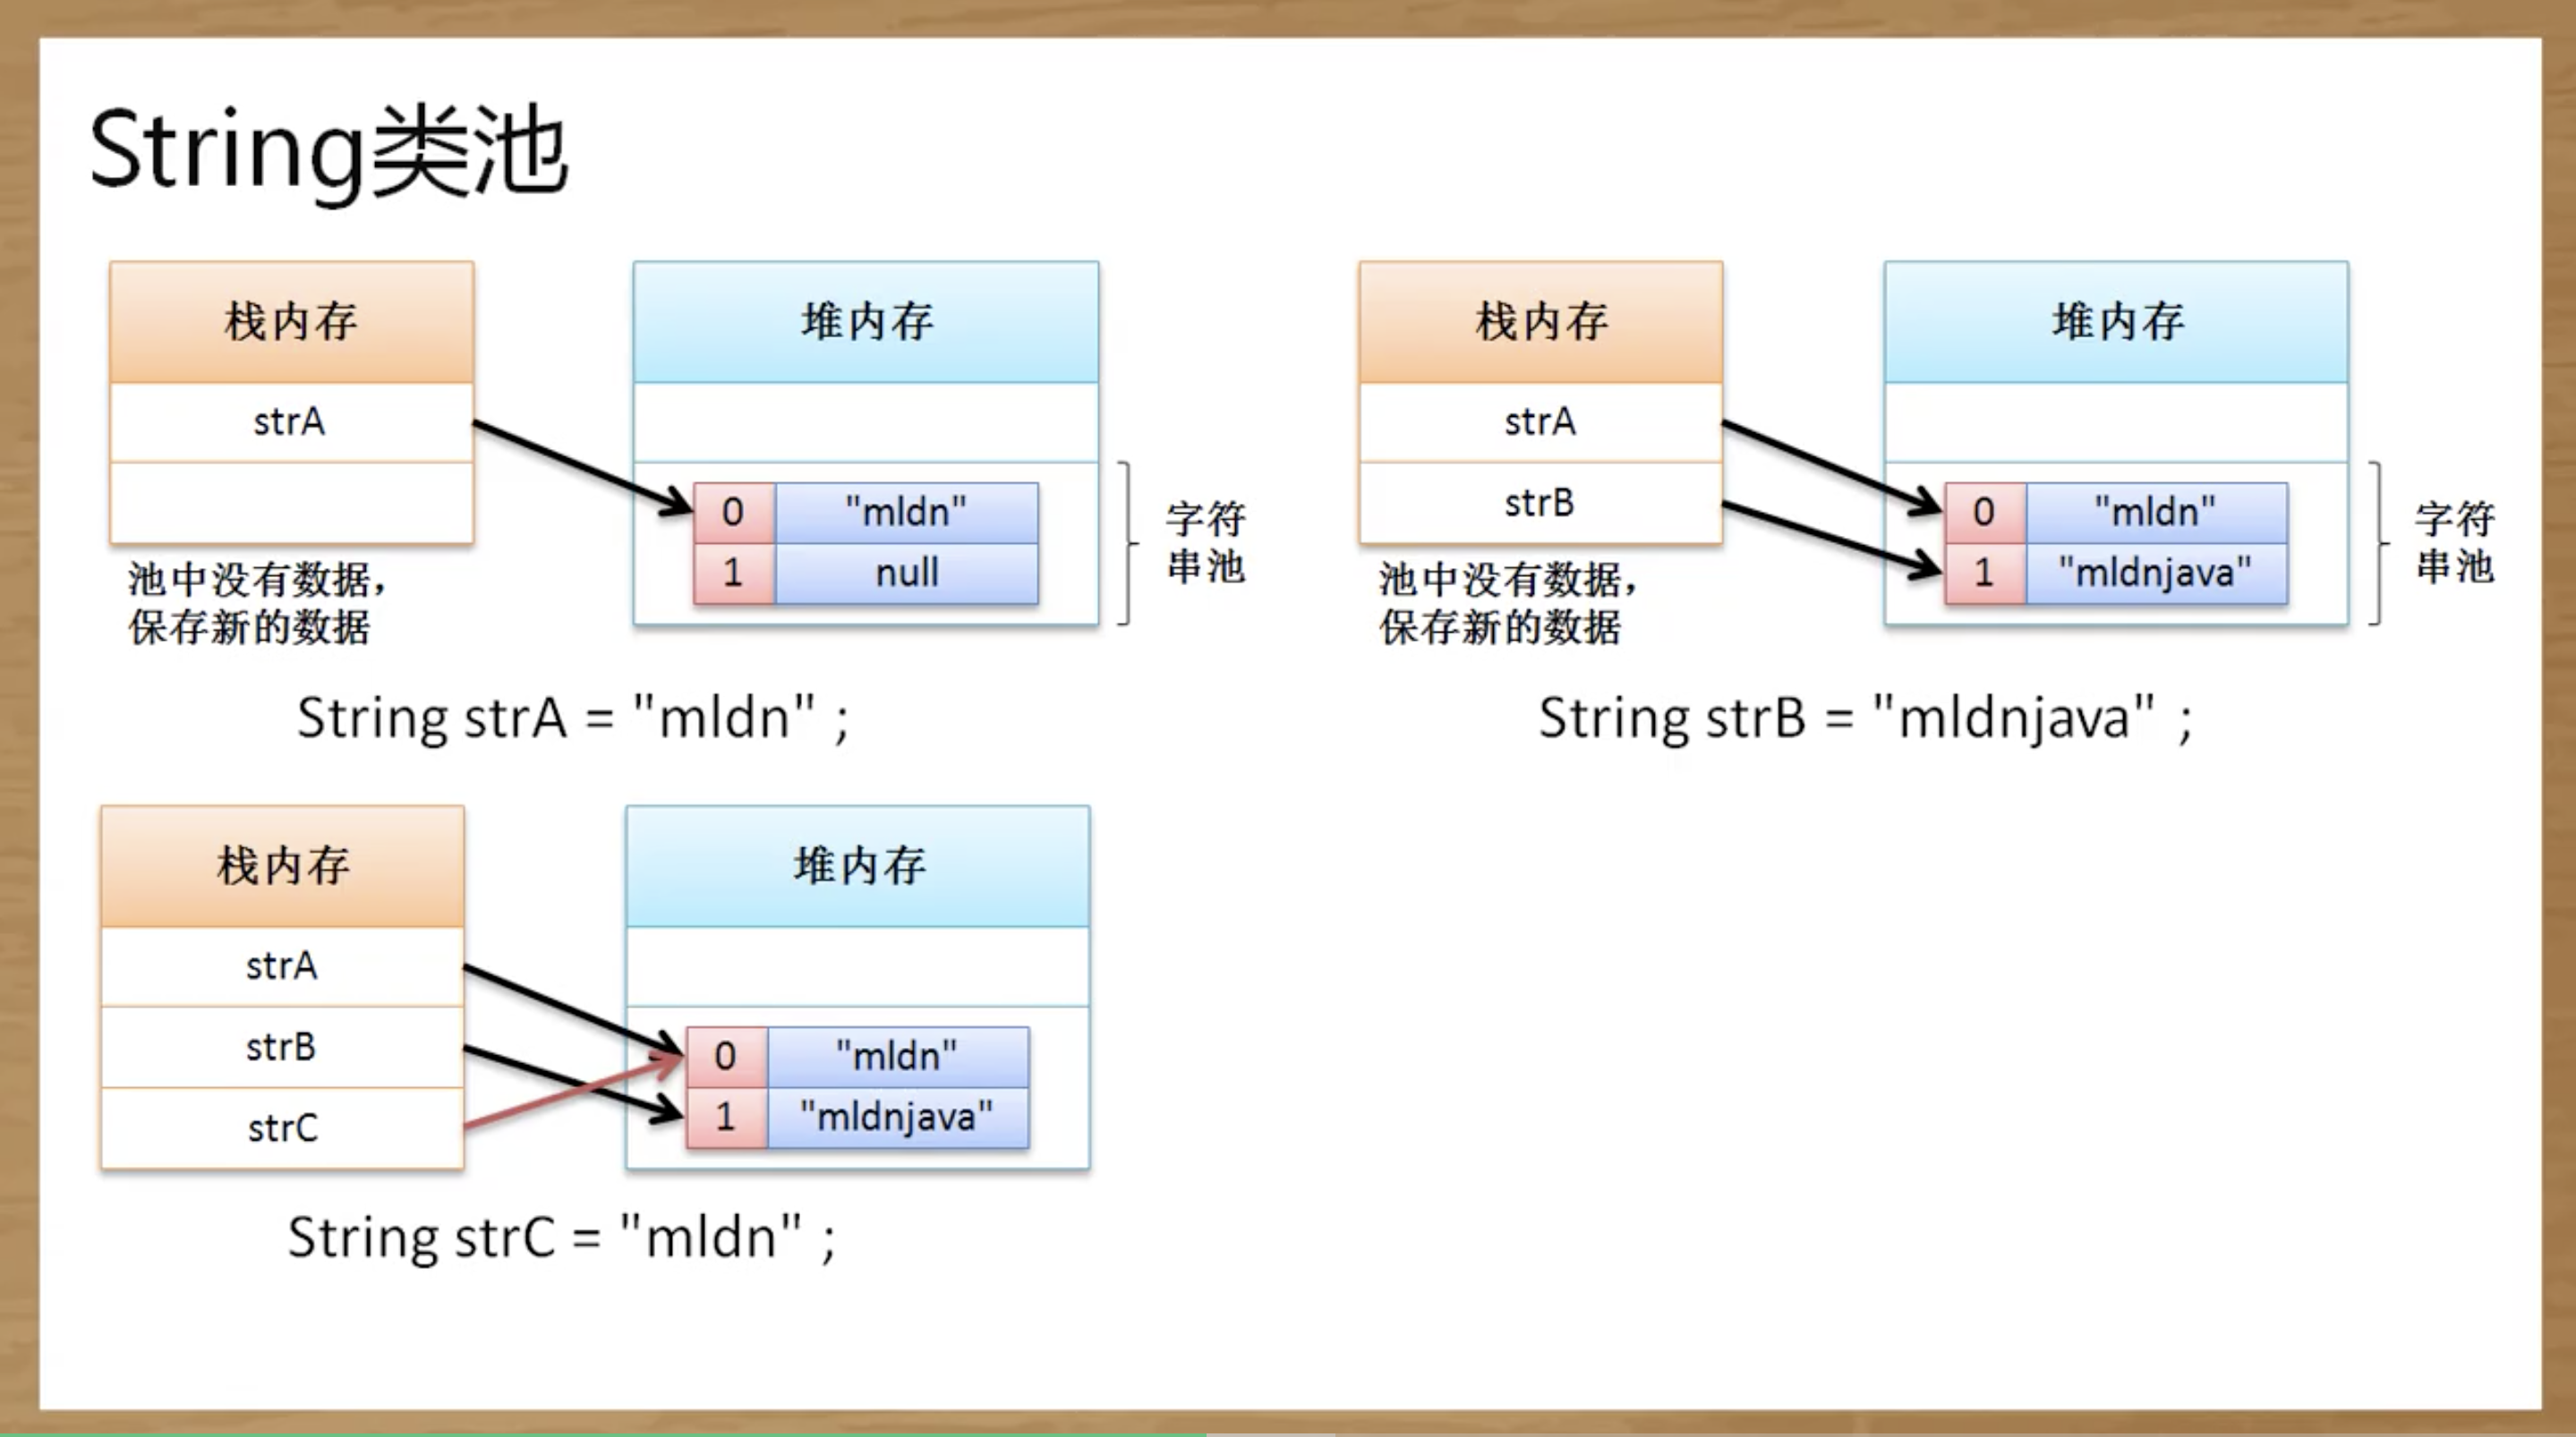 String类池
栈内存
堆内存
strA
0 "mldn"
1 null
字符
串池
池中没有数据，
保存新的数据
String strA = "mldn" ;
栈内存
堆内存
strA
strB
0 "mldn"
1 "mldnjava"
字符
串池
池中没有数据，
保存新的数据
String strB = "mldnjava" ;
栈内存
堆内存
strA
strB
strC
0 "mldn"
1 "mldnjava"
String strC = "mldn" ;